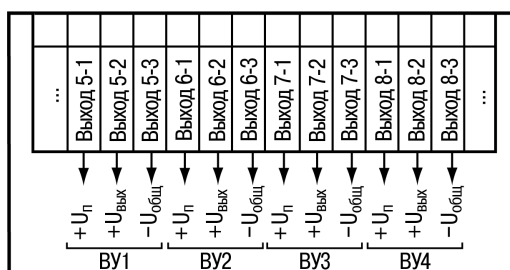 ...
Выход 5-1
Выход 5-2
Выход 5-3
Выход 6-1
Выход 6-2
Выход 6-3
Выход 7-1
Выход 7-2
Выход 7-3
Выход 8-1
Выход 8-2
Выход 8-3
...
+ Uп
+ Uвых
– Uобщ
+ Uп
+ Uвых
– Uобщ
+ Uп
+ Uвых
– Uобщ
+ Uп
+ Uвых
– Uобщ
ВУ1
ВУ2
ВУ3
ВУ4